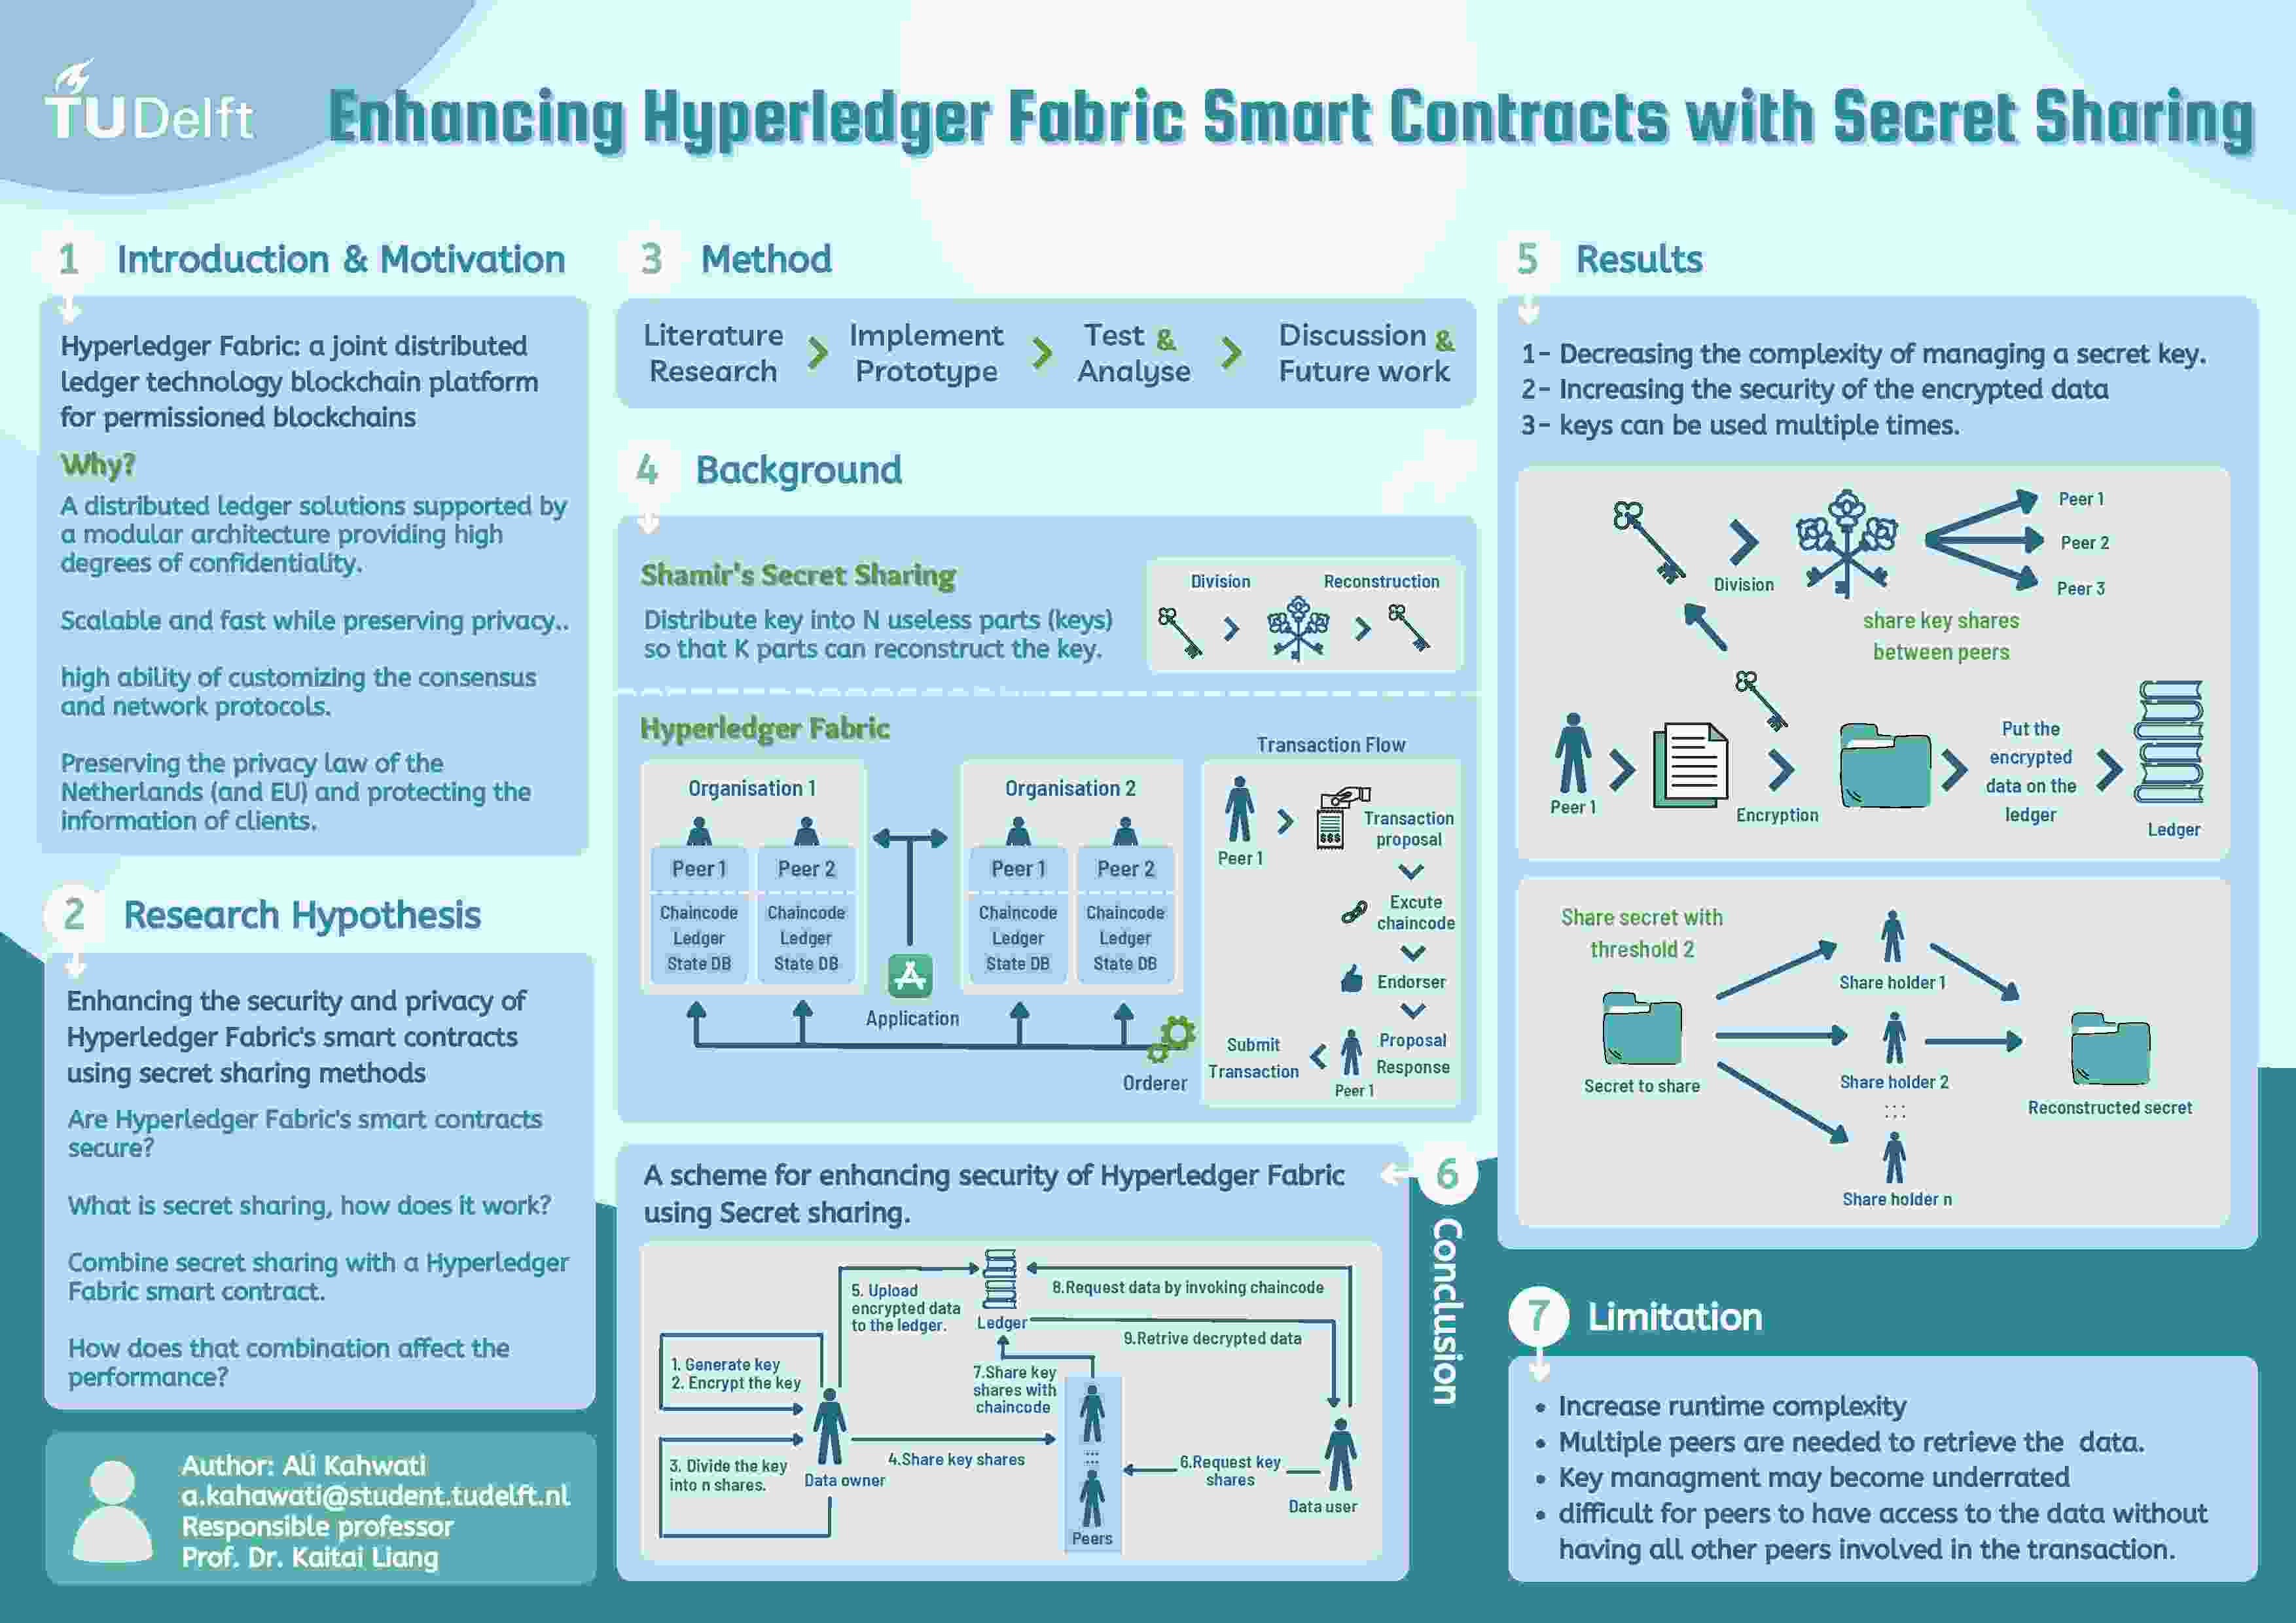 TU Delft
Enhancing Hyperledger Fabric Smart Contracts with Secret Sharing
1 Introduction & Motivation
Hyperledger Fabric: a joint distributed
ledger technology blockchain platform
for permissioned blockchains
Why?
A distributed ledger solutions supported by
a modular architecture providing high
degrees of confidentiality.
Scalable and fast while preserving privacy..
high ability of customizing the consensus
and network protocols.
Preserving the privacy law of the
Netherlands (and EU) and protecting the
information of clients.
2 Research Hypothesis
Enhancing the security and privacy of
Hyperledger Fabric's smart contracts
using secret sharing methods
Are Hyperledger Fabric's smart contracts
secure?
What is secret sharing, how does it work?
Combine secret sharing with a Hyperledger
Fabric smart contract.
How does that combination affect the
performance?
Author: Ali Kahwati
a.kahawati@student.tudelft.nl
Responsible professor
Prof. Dr. Kaitai Liang
3 Method
Literature
Research
Implement
Prototype
Test &
Analyse
Discussion &
Future work
4 Background
Shamir's Secret Sharing
Distribute key into N useless parts (keys)
so that K parts can reconstruct the key.
Division
Reconstruction
Hyperledger Fabric
Organisation 1
Peer 1
Chaincode
Ledger
State DB
Peer 2
Chaincode
Ledger
State DB
Application
Organisation 2
Peer 1
Chaincode
Ledger
State DB
Peer 2
Chaincode
Ledger
State DB
Orderer
Transaction Flow
Peer 1
$$$
Transaction
proposal
Excute
chaincode
Endorser
Proposal
Response
Peer 1
Submit
Transaction
6 Conclusion
A scheme for enhancing security of Hyperledger Fabric
using Secret sharing.
1. Generate key
2. Encrypt the key
3. Divide the key
into n shares.
Data owner
4.Share key shares
5. Upload
encrypted data
to the ledger.
Ledger
7.Share key
shares with
chaincode
...
Peers
6.Request key
shares
Data user
8.Request data by invoking chaincode
9.Retrive decrypted data
5 Results
1- Decreasing the complexity of managing a secret key.
2- Increasing the security of the encrypted data
3- keys can be used multiple times.
Division
Peer 1
Peer 2
Peer 3
share key shares
between peers
Peer 1
Encryption
Put the
encrypted
data on the
ledger
Ledger
Share secret with
threshold 2
Secret to share
Share holder 1
Share holder 2
...
Share holder n
Reconstructed secret
7 Limitation
• Increase runtime complexity
• Multiple peers are needed to retrieve the data.
• Key managment may become underrated
• difficult for peers to have access to the data without
having all other peers involved in the transaction.